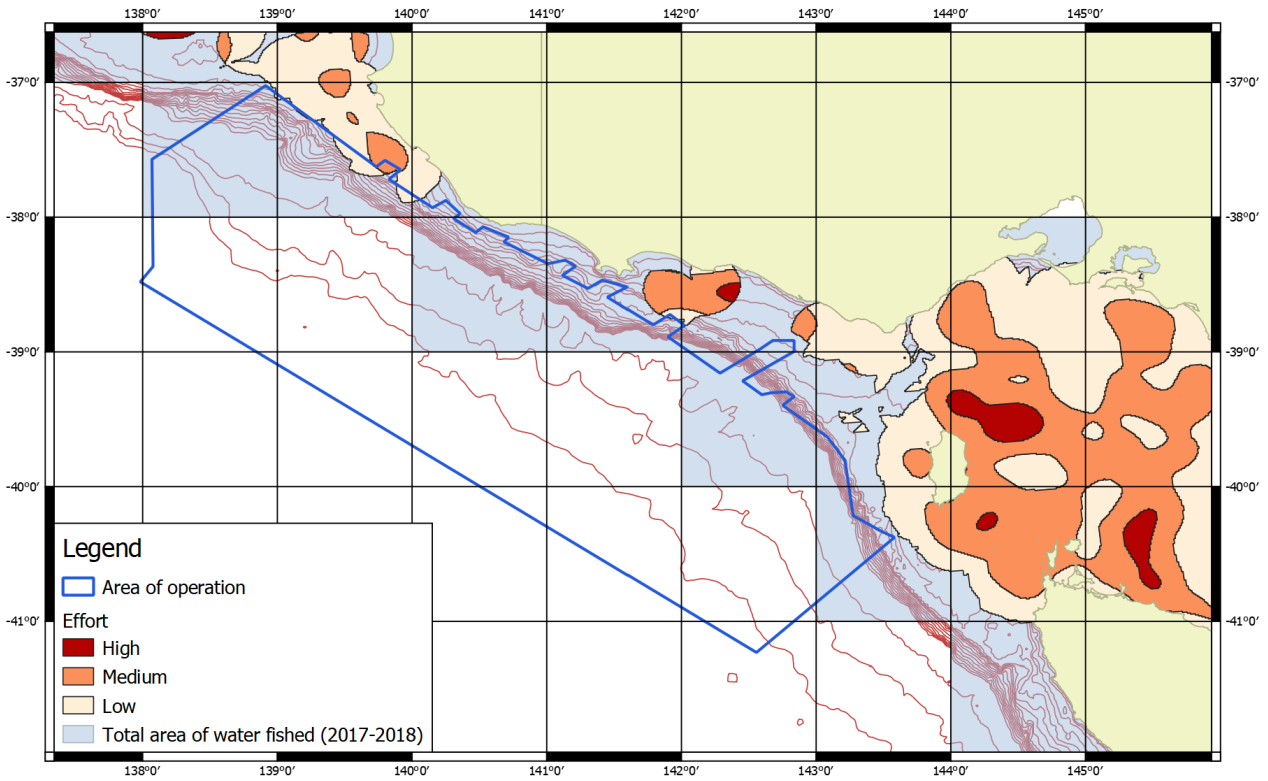 138°0' 139°0' 140°0' 141°0' 142°0' 143°0' 144°0' 145°0'
-37°0' -37°0'
-38°0' -38°0'
-39°0' -39°0'
-40°0' -40°0'
Legend
Area of operation
Effort
-41°0' -41°0'
High
Medium
Low
Total area of water fished (2017-2018)
138°0' 139°0' 140°0' 141°0' 142°0' 143°0' 144°0' 145°0'